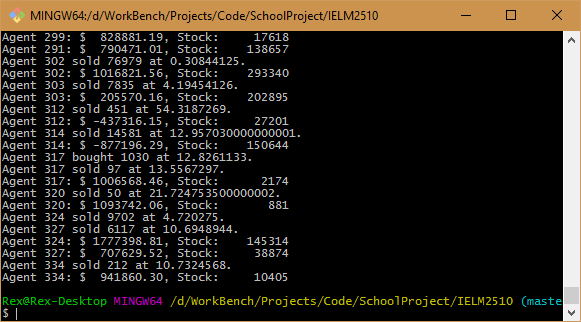 MINGW64:/d/WorkBench/Projects/Code/SchoolProject/IELM2510
Agent 299: $  828881.19, Stock:     17618
Agent 291: $  790471.01, Stock:    138657
Agent 302 sold 76979 at 0.30844125.
Agent 302: $ 1016821.56, Stock:    293340
Agent 303 sold 7835 at 4.19454126.
Agent 303: $  205570.16, Stock:    202895
Agent 312 sold 451 at 54.3187269.
Agent 312: $ -437316.15, Stock:     27201
Agent 314 sold 14581 at 12.957030000000001.
Agent 314: $ -877196.29, Stock:    150644
Agent 317 bought 1030 at 12.8261133.
Agent 317 sold 97 at 13.5567297.
Agent 317: $ 1006568.46, Stock:      2174
Agent 320 sold 50 at 21.724753500000002.
Agent 320: $ 1093742.06, Stock:       881
Agent 324 sold 9702 at 4.720275.
Agent 327 sold 6117 at 10.6948944.
Agent 324: $ 1777398.81, Stock:    145314
Agent 327: $  707629.52, Stock:     38874
Agent 334 sold 212 at 10.7324568.
Agent 334: $  941860.30, Stock:     10405
Rex@Rex-Desktop MINGW64 /d/WorkBench/Projects/Code/SchoolProject/IELM2510 (maste
$